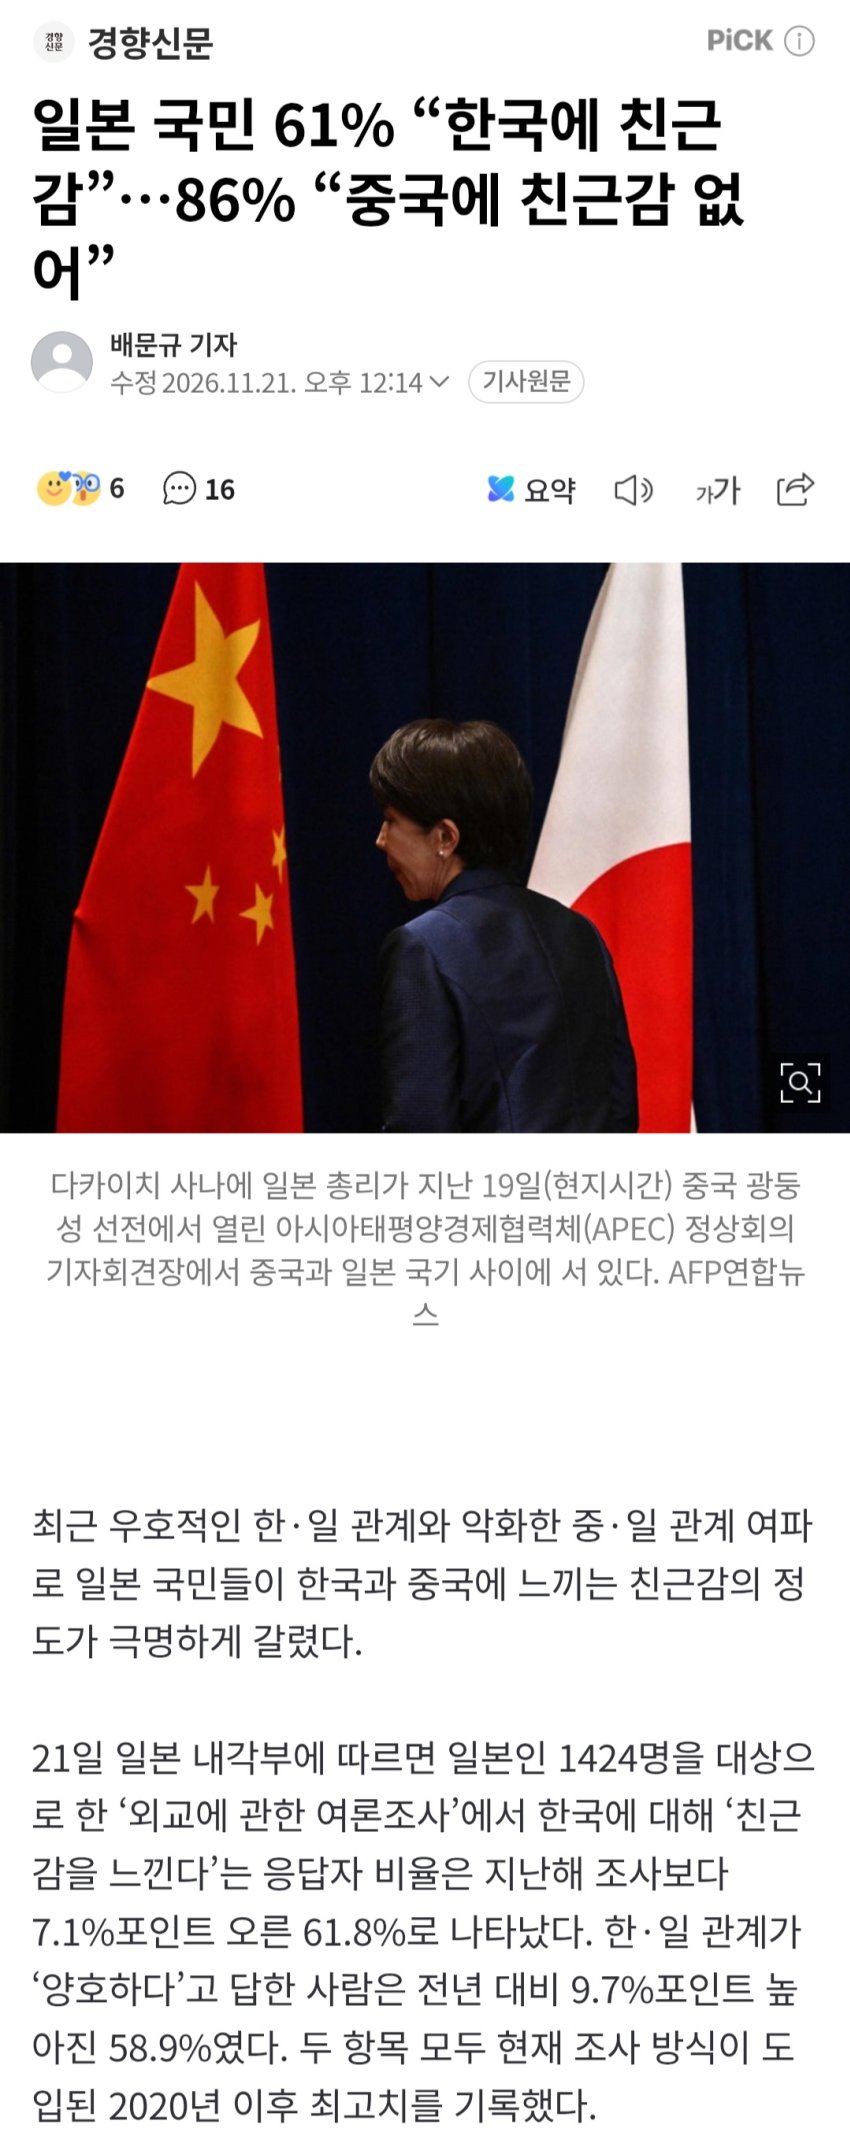 경향
신문
경향신문
PiCK
일본 국민 61% “한국에 친근
감”…86% “중국에 친근감 없
어”
배문규 기자
수정 2026.11.21. 오후 12:14
기사원문
6
16
요약
가가
다카이치 사나에 일본 총리가 지난 19일(현지시간) 중국 광둥
성 선전에서 열린 아시아태평양경제협력체(APEC) 정상회의
기자회견장에서 중국과 일본 국기 사이에 서 있다. AFP연합뉴
스
최근 우호적인 한·일 관계와 악화한 중·일 관계 여파
로 일본 국민들이 한국과 중국에 느끼는 친근감의 정
도가 극명하게 갈렸다.
21일 일본 내각부에 따르면 일본인 1424명을 대상으
로 한 ‘외교에 관한 여론조사’에서 한국에 대해 ‘친근
감을 느낀다’는 응답자 비율은 지난해 조사보다
7.1%포인트 오른 61.8%로 나타났다. 한·일 관계가
‘양호하다’고 답한 사람은 전년 대비 9.7%포인트 높
아진 58.9%였다. 두 항목 모두 현재 조사 방식이 도
입된 2020년 이후 최고치를 기록했다.